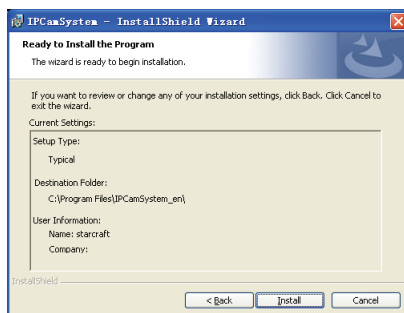 IPCamSystem - InstallShield Wizard
Ready to Install the Program
The wizard is ready to begin installation.
If you want to review or change any of your installation settings, click Back. Click Cancel to
exit the wizard.
Current Settings:
Setup Type:
Typical
Destination Folder:
C:\Program Files\IPCamSystem_en\
User Information:
Name: starcraft
Company:
InstallShield
< Back
Install
Cancel